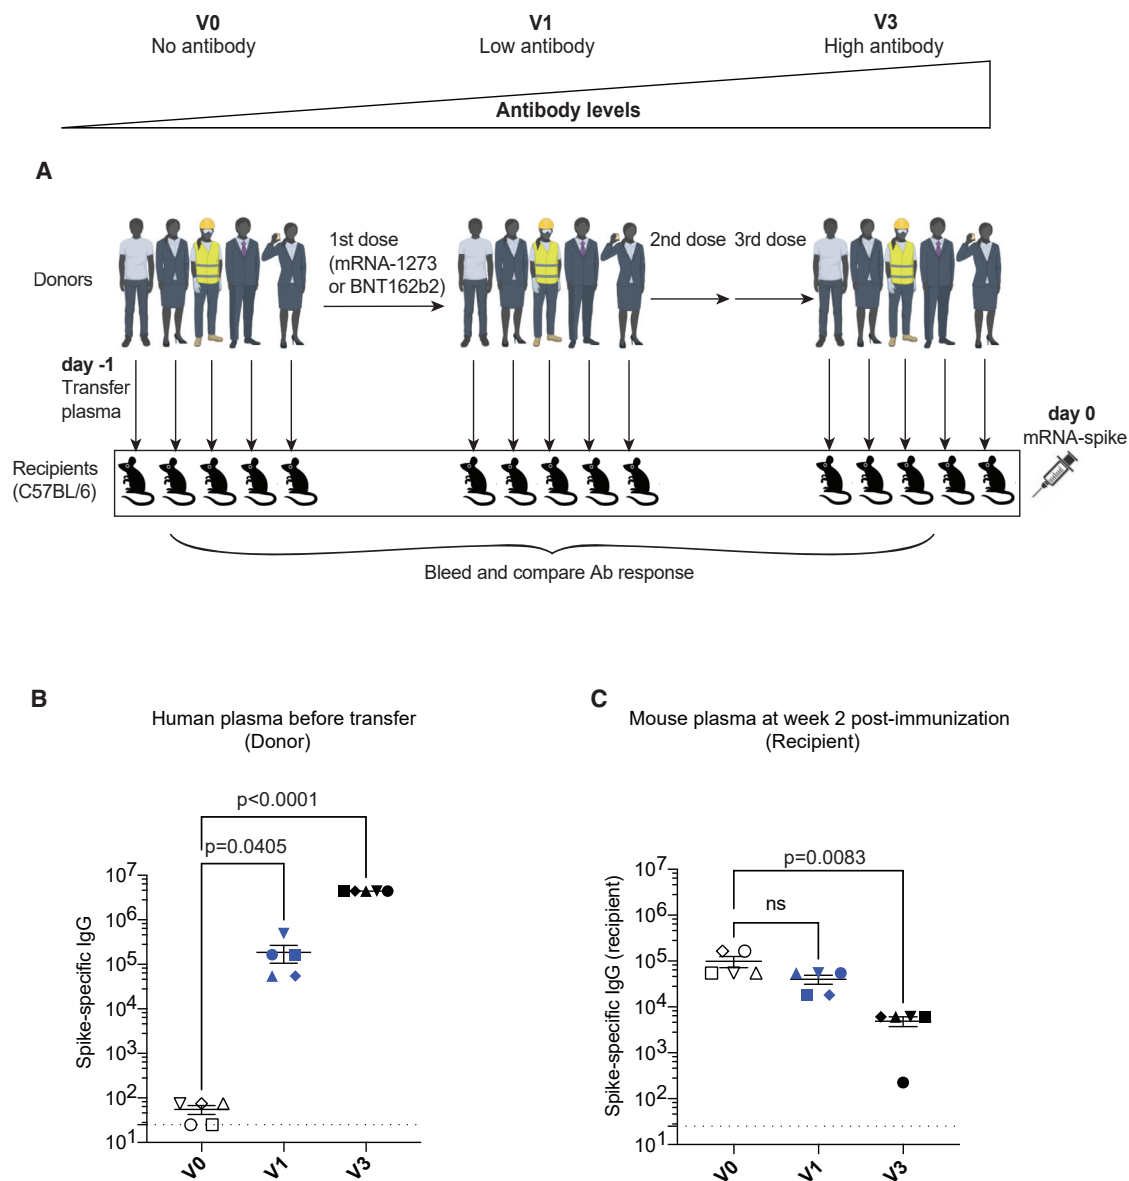 V0
No antibody
V1
Low antibody
V3
High antibody
Antibody levels
A
Donors
1st dose
(mRNA-1273
or BNT162b2)
2nd dose
3rd dose
day -1
Transfer
plasma
day 0
mRNA-spike
Recipients
(C57BL/6)
Bleed and compare Ab response
B
Human plasma before transfer
(Donor)
p<0.0001
p=0.0405
Spike-specific IgG
10⁷
10⁶
10⁵
10⁴
10³
10²
10¹
V0
V1
V3
C
Mouse plasma at week 2 post-immunization
(Recipient)
p=0.0083
ns
Spike-specific IgG (recipient)
10⁷
10⁶
10⁵
10⁴
10³
10²
10¹
V0
V1
V3